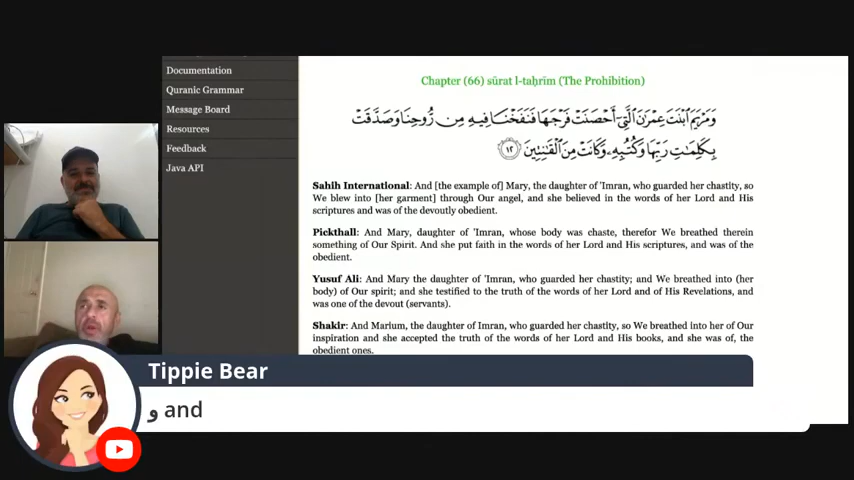 Documentation
Quranic Grammar
Message Board
Resources
Feedback
Java API
Chapter (66) sūrat l-taḥrīm (The Prohibition)
وَمَرْيَمَ ابْنَتَ عِمْرَانَ الَّتِي أَحْصَنَتْ فَرْجَهَا فَنَفَخْنَا فِيهِ مِن رُّوحِنَا وَصَدَّقَتْ
بِكَلِمَاتِ رَبِّهَا وَكُتُبِهِ وَكَانَتْ مِنَ الْقَانِتِينَ ١٢
Sahih International: And [the example of] Mary, the daughter of 'Imran, who guarded her chastity, so
We blew into [her garment] through Our angel, and she believed in the words of her Lord and His
scriptures and was of the devoutly obedient.
Pickthall: And Mary, daughter of 'Imran, whose body was chaste, therefor We breathed therein
something of Our Spirit. And she put faith in the words of her Lord and His scriptures, and was of the
obedient.
Yusuf Ali: And Mary the daughter of 'Imran, who guarded her chastity; and We breathed into (her
body) of Our spirit; and she testified to the truth of the words of her Lord and of His Revelations, and
was one of the devout (servants).
Shakir: And Marium, the daughter of Imran, who guarded her chastity, so We breathed into her of Our
inspiration and she accepted the truth of the words of her Lord and His books, and she was of, the
obedient ones.
Tippie Bear
و and